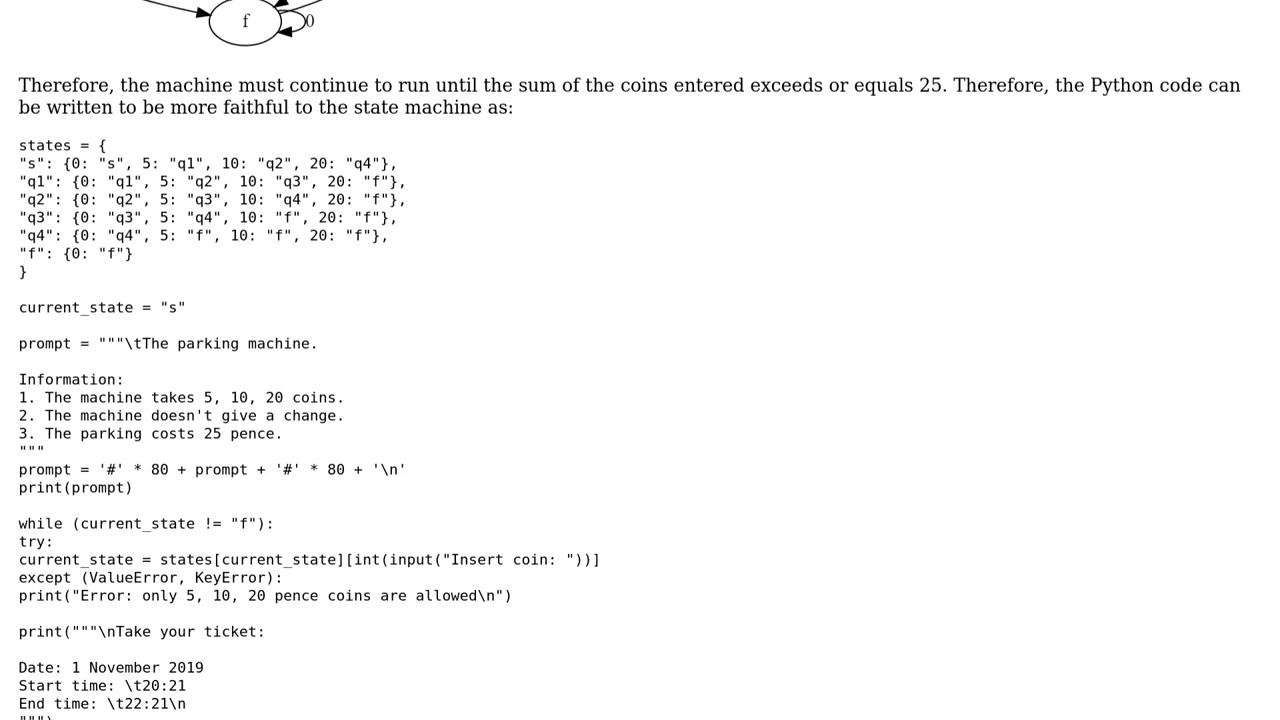 f
0
Therefore, the machine must continue to run until the sum of the coins entered exceeds or equals 25. Therefore, the Python code can
be written to be more faithful to the state machine as:
states = {
"s": {0: "s", 5: "q1", 10: "q2", 20: "q4"},
"q1": {0: "q1", 5: "q2", 10: "q3", 20: "f"},
"q2": {0: "q2", 5: "q3", 10: "q4", 20: "f"},
"q3": {0: "q3", 5: "q4", 10: "f", 20: "f"},
"q4": {0: "q4", 5: "f", 10: "f", 20: "f"},
"f": {0: "f"}
}
current_state = "s"
prompt = """\tThe parking machine.
Information:
1. The machine takes 5, 10, 20 coins.
2. The machine doesn't give a change.
3. The parking costs 25 pence.
"""
prompt = '#' * 80 + prompt + '#' * 80 + '\n'
print(prompt)
while (current_state != "f"):
try:
current_state = states[current_state][int(input("Insert coin: "))]
except (ValueError, KeyError):
print("Error: only 5, 10, 20 pence coins are allowed\n")
print("""\nTake your ticket:
Date: 1 November 2019
Start time: \t20:21
End time: \t22:21\n
""")